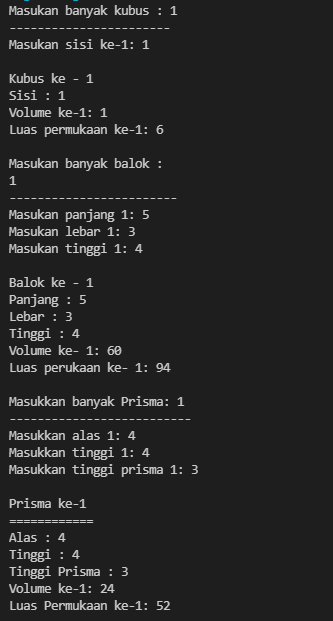 Masukan banyak kubus : 1
-----------------------
Masukan sisi ke-1: 1
Kubus ke - 1
Sisi : 1
Volume ke-1: 1
Luas permukaan ke-1: 6
Masukan banyak balok :
1
------------------------
Masukan panjang 1: 5
Masukan lebar 1: 3
Masukan tinggi 1: 4
Balok ke - 1
Panjang : 5
Lebar : 3
Tinggi : 4
Volume ke- 1: 60
Luas perukaan ke- 1: 94
Masukkan banyak Prisma: 1
--------------------------
Masukkan alas 1: 4
Masukkan tinggi 1: 4
Masukkan tinggi prisma 1: 3
Prisma ke-1
============
Alas : 4
Tinggi : 4
Tinggi Prisma : 3
Volume ke-1: 24
Luas Permukaan ke-1: 52